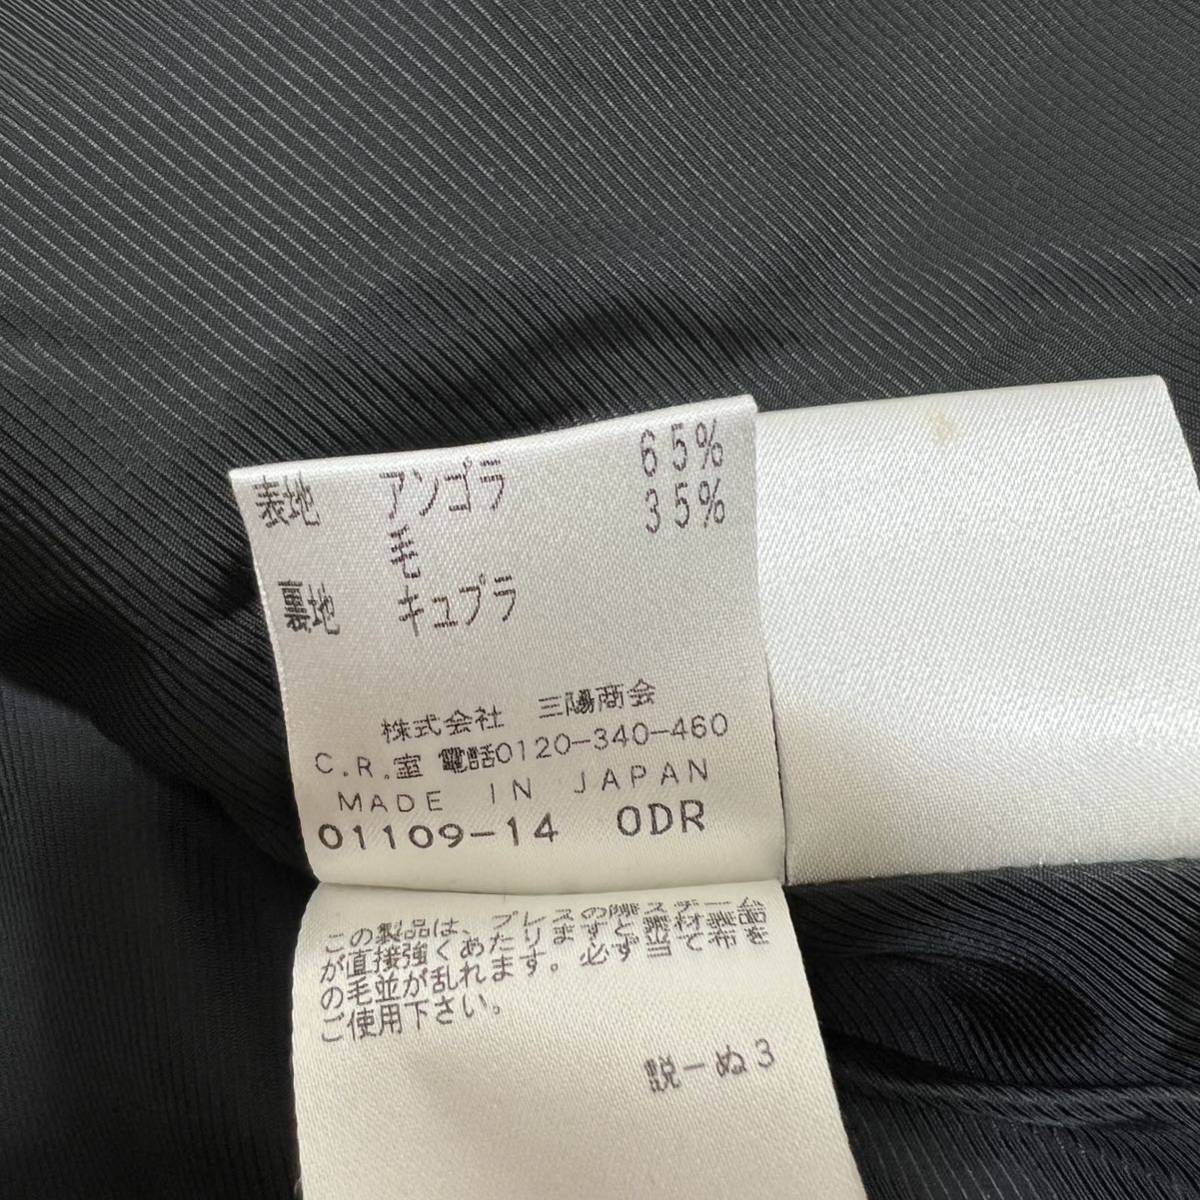 表地 アンゴラ 65%
毛 35%
裏地 キュプラ
株式会社 三陽商会
C.R.室 電話0120-340-460
MADE IN JAPAN
01109-14 0DR
この製品は、プレスの際スチーム
が直接強くあたりますと素材
の毛並が乱れます。必ず当て布を
ご使用下さい。
説-ぬ3